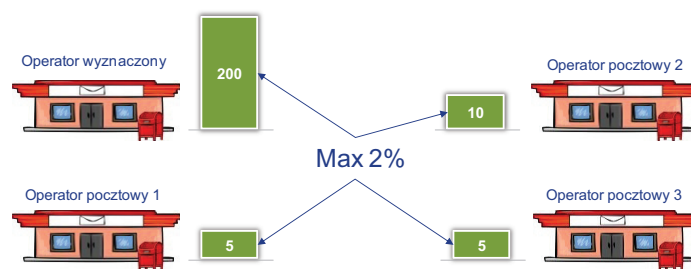 Operator wyznaczony
200
Operator pocztowy 2
10
Max 2%
Operator pocztowy 1
5
Operator pocztowy 3
5